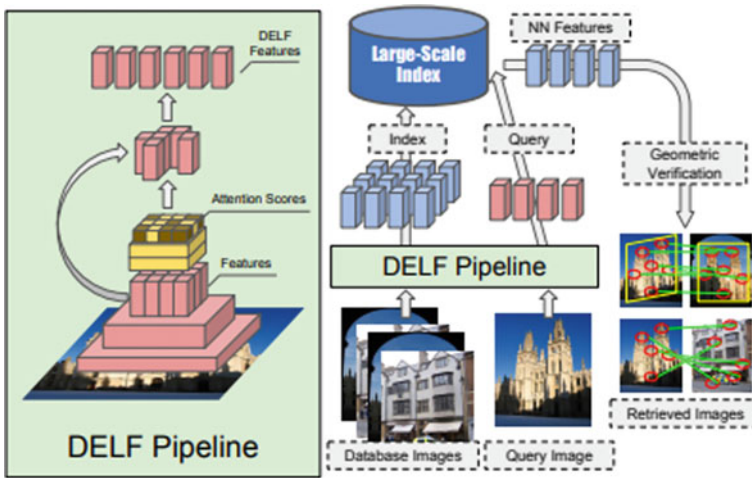 DELF
Features
Attention Scores
Features
DELF Pipeline
Large-Scale
Index
NN Features
Index
Query
Geometric
Verification
DELF Pipeline
Database Images
Query Image
Retrieved Images